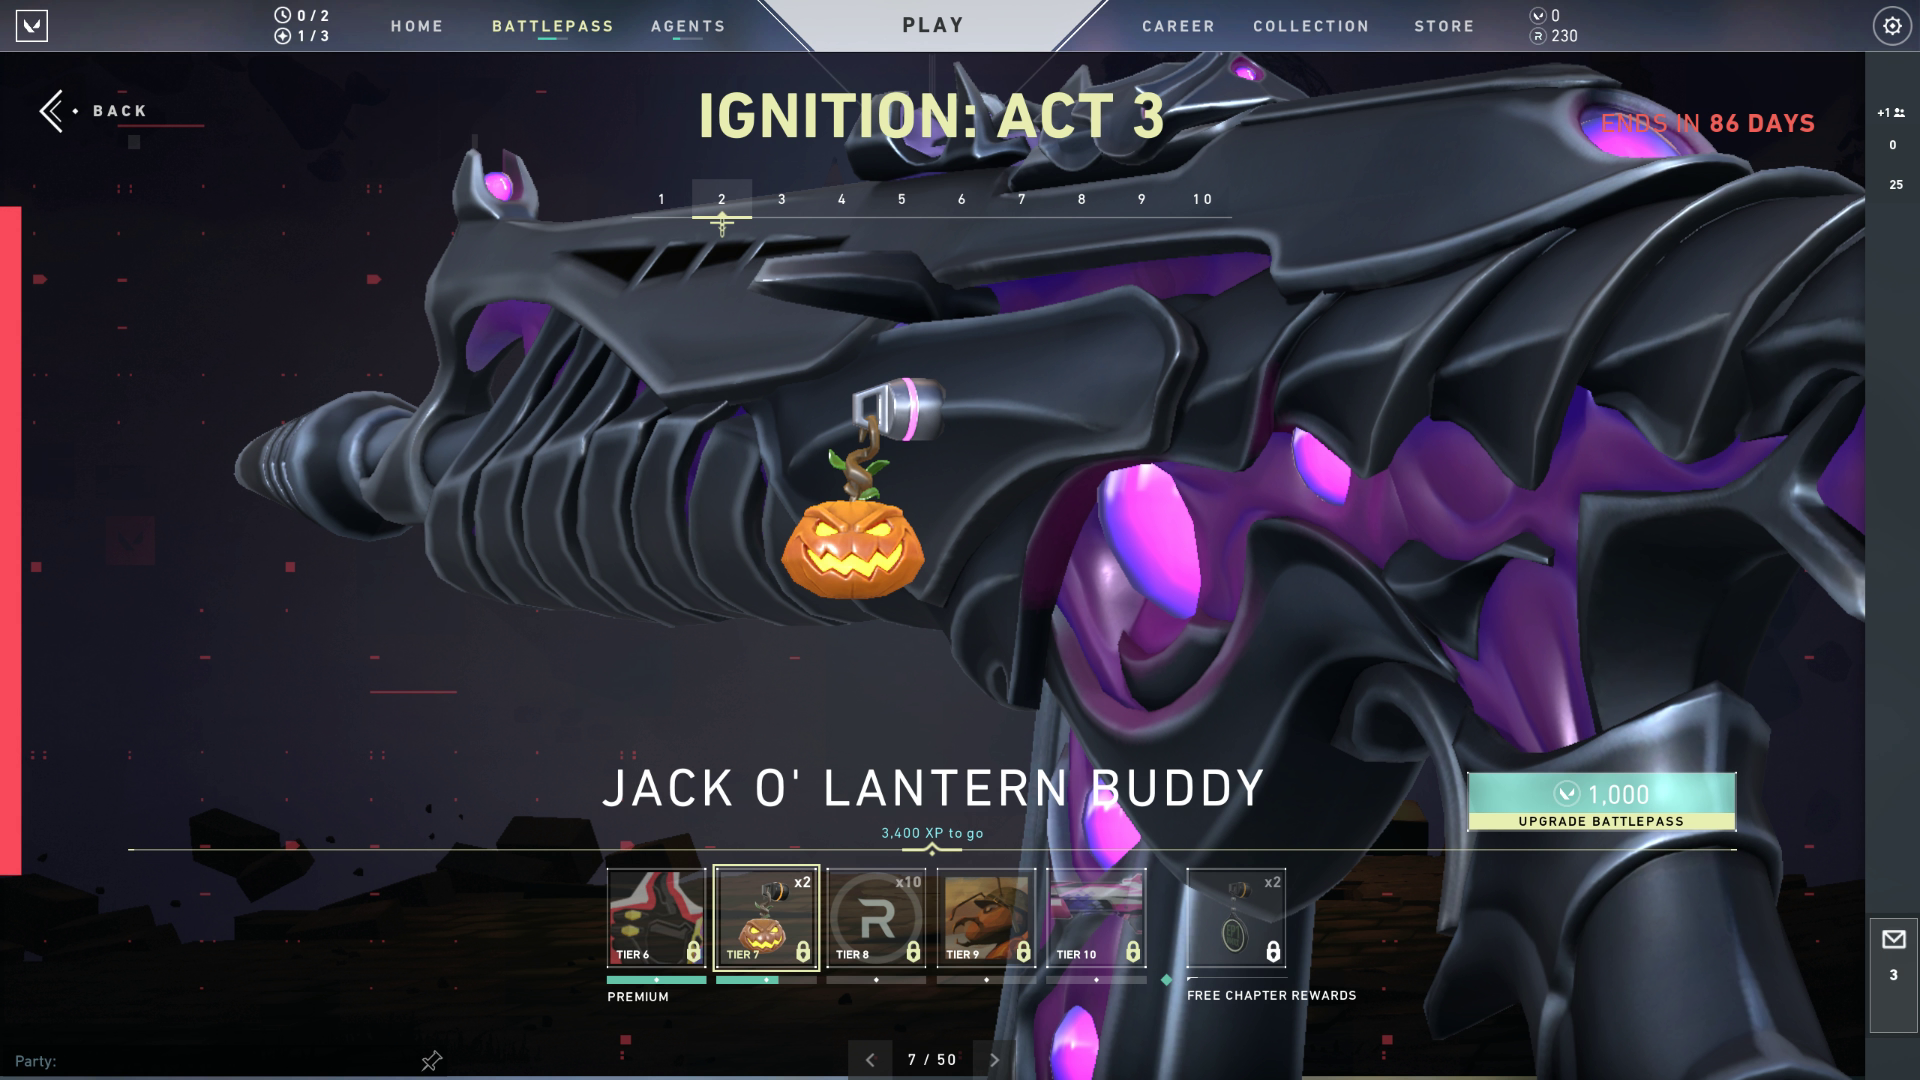 0 / 2
1 / 3
HOME
BATTLEPASS
AGENTS
PLAY
CAREER
COLLECTION
STORE
0
230
BACK
IGNITION: ACT 3
ENDS IN 86 DAYS
+1
0
25
1 2 3 4 5 6 7 8 9 10
JACK O' LANTERN BUDDY
3,400 XP to go
1,000
UPGRADE BATTLEPASS
x2
x10
x2
TIER 6
TIER 7
TIER 8
TIER 9
TIER 10
PREMIUM
FREE CHAPTER REWARDS
3
Party:
7 / 50